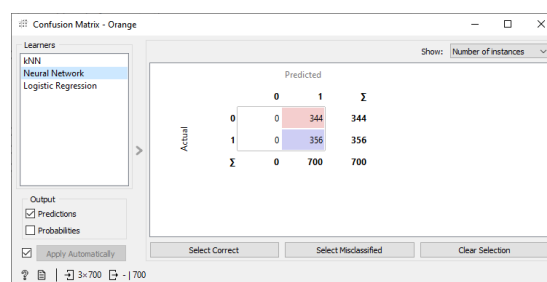 Confusion Matrix - Orange
Learners
kNN
Neural Network
Logistic Regression
Show: Number of instances
Predicted
0 1 Σ
Actual
0 0 344 344
1 0 356 356
Σ 0 700 700
Output
Predictions
Probabilities
Apply Automatically
Select Correct
Select Misclassified
Clear Selection
? 3×700 - | 700